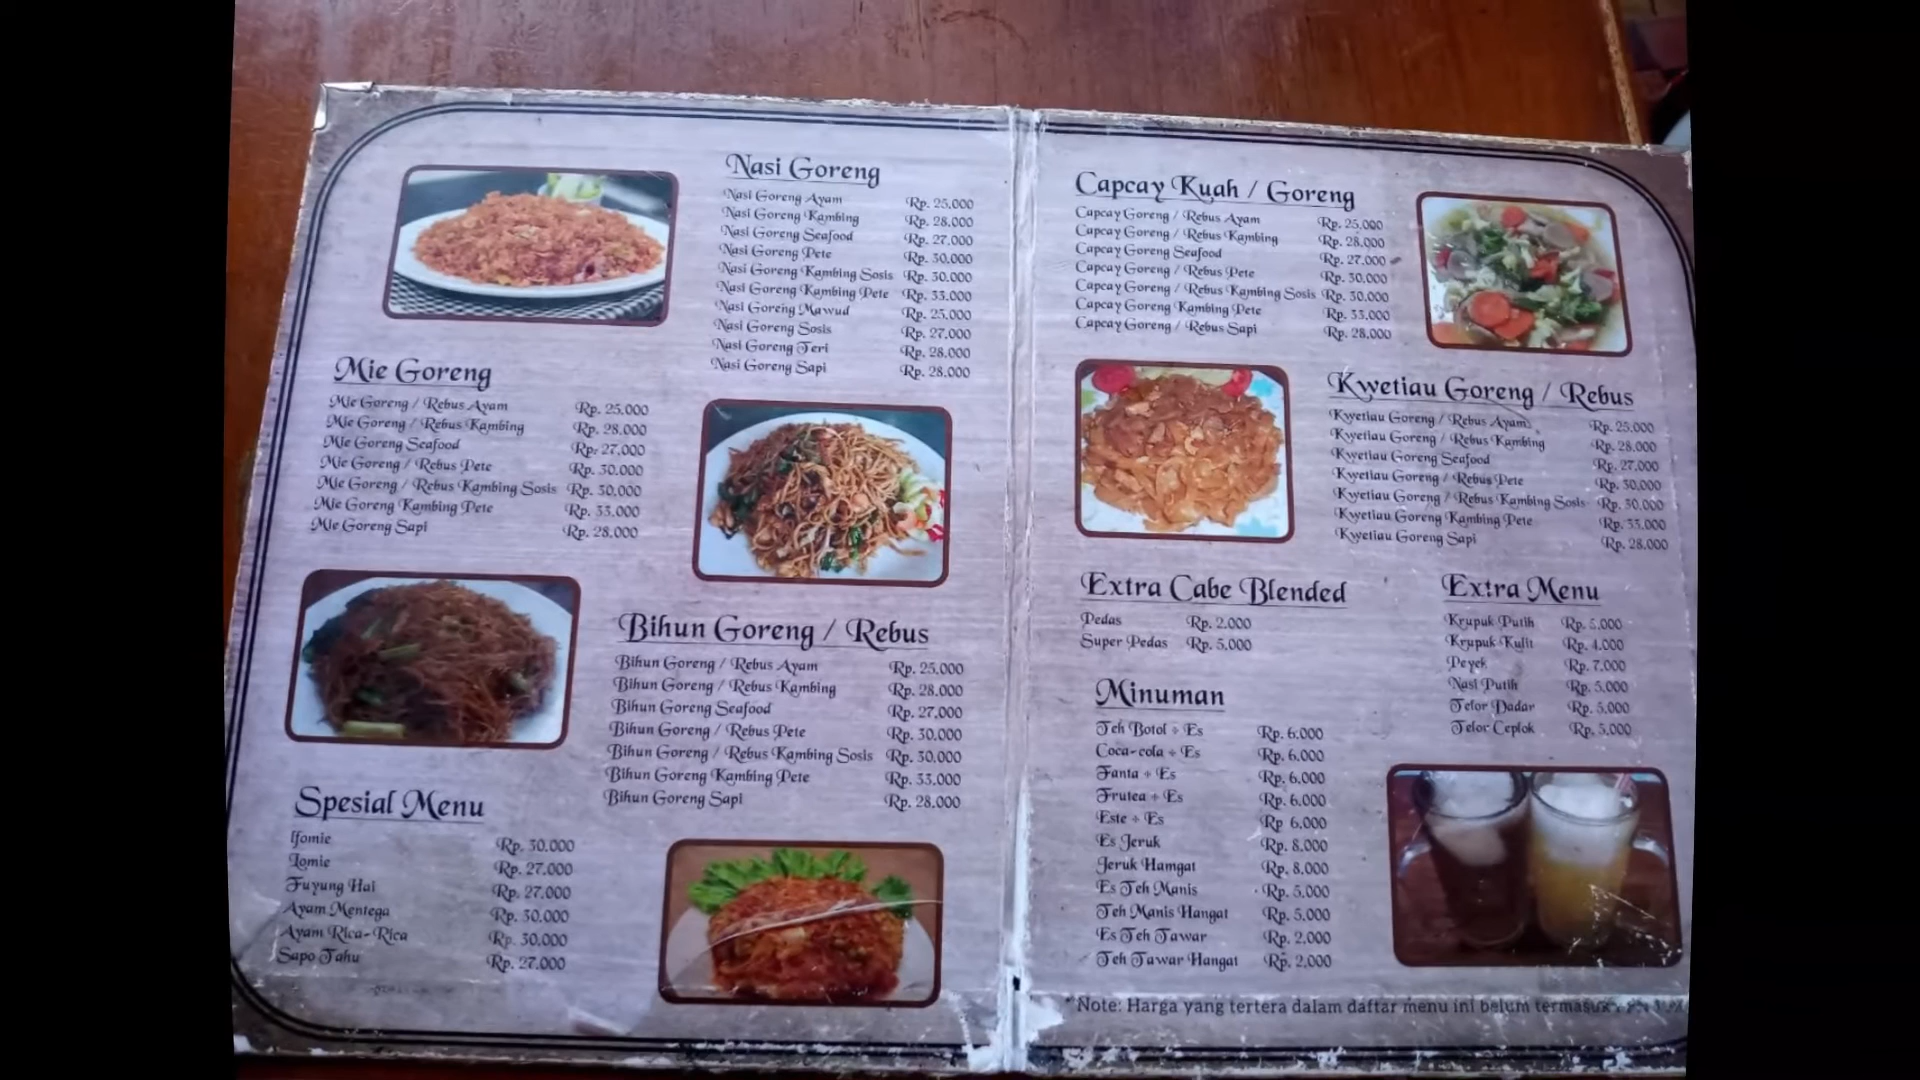 Nasi Goreng
Nasi Goreng Ayam Rp. 25.000
Nasi Goreng Kambing Rp. 28.000
Nasi Goreng Seafood Rp. 27.000
Nasi Goreng Pete Rp. 30.000
Nasi Goreng Kambing Sosis Rp. 30.000
Nasi Goreng Kambing Pete Rp. 33.000
Nasi Goreng Mawud Rp. 25.000
Nasi Goreng Sosis Rp. 27.000
Nasi Goreng Teri Rp. 28.000
Nasi Goreng Sapi Rp. 28.000
Mie Goreng
Mie Goreng / Rebus Ayam Rp. 25.000
Mie Goreng / Rebus Kambing Rp. 28.000
Mie Goreng Seafood Rp. 27.000
Mie Goreng / Rebus Pete Rp. 30.000
Mie Goreng / Rebus Kambing Sosis Rp. 30.000
Mie Goreng Kambing Pete Rp. 33.000
Mie Goreng Sapi Rp. 28.000
Bihun Goreng / Rebus
Bihun Goreng / Rebus Ayam Rp. 25.000
Bihun Goreng / Rebus Kambing Rp. 28.000
Bihun Goreng Seafood Rp. 27.000
Bihun Goreng / Rebus Pete Rp. 30.000
Bihun Goreng / Rebus Kambing Sosis Rp. 30.000
Bihun Goreng Kambing Pete Rp. 33.000
Bihun Goreng Sapi Rp. 28.000
Spesial Menu
Ifomie Rp. 30.000
Lomie Rp. 27.000
Fuyung Hai Rp. 27.000
Ayam Mentega Rp. 30.000
Ayam Rica-Rica Rp. 30.000
Sapo Tahu Rp. 27.000
Capcay Kuah / Goreng
Capcay Goreng / Rebus Ayam Rp. 25.000
Capcay Goreng / Rebus Kambing Rp. 28.000
Capcay Goreng Seafood Rp. 27.000
Capcay Goreng / Rebus Pete Rp. 30.000
Capcay Goreng / Rebus Kambing Sosis Rp. 30.000
Capcay Goreng Kambing Pete Rp. 33.000
Capcay Goreng / Rebus Sapi Rp. 28.000
Kwetiau Goreng / Rebus
Kwetiau Goreng / Rebus Ayam Rp. 25.000
Kwetiau Goreng / Rebus Kambing Rp. 28.000
Kwetiau Goreng Seafood Rp. 27.000
Kwetiau Goreng / Rebus Pete Rp. 30.000
Kwetiau Goreng / Rebus Kambing Sosis Rp. 30.000
Kwetiau Goreng Kambing Pete Rp. 33.000
Kwetiau Goreng Sapi Rp. 28.000
Extra Cabe Blended
Pedas Rp. 2.000
Super Pedas Rp. 5.000
Extra Menu
Krupuk Putih Rp. 5.000
Krupuk Kulit Rp. 4.000
Peyek Rp. 7.000
Nasi Putih Rp. 5.000
Telor Dadar Rp. 5.000
Telor Ceplok Rp. 5.000
Minuman
Teh Botol + Es Rp. 6.000
Coca-cola + Es Rp. 6.000
Fanta + Es Rp. 6.000
Frutea + Es Rp. 6.000
Este + Es Rp 6.000
Es Jeruk Rp. 8.000
Jeruk Hamgat Rp. 8.000
Es Teh Manis Rp. 5.000
Teh Manis Hangat Rp. 5.000
Es Teh Tawar Rp. 2.000
Teh Tawar Hangat Rp. 2.000
*Note: Harga yang tertera dalam daftar menu ini belum termasuk